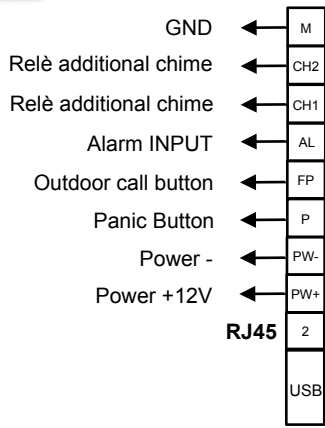 GND M
Relè additional chime CH2
Relè additional chime CH1
Alarm INPUT AL
Outdoor call button FP
Panic Button P
Power - PW-
Power +12V PW+
RJ45 2
USB